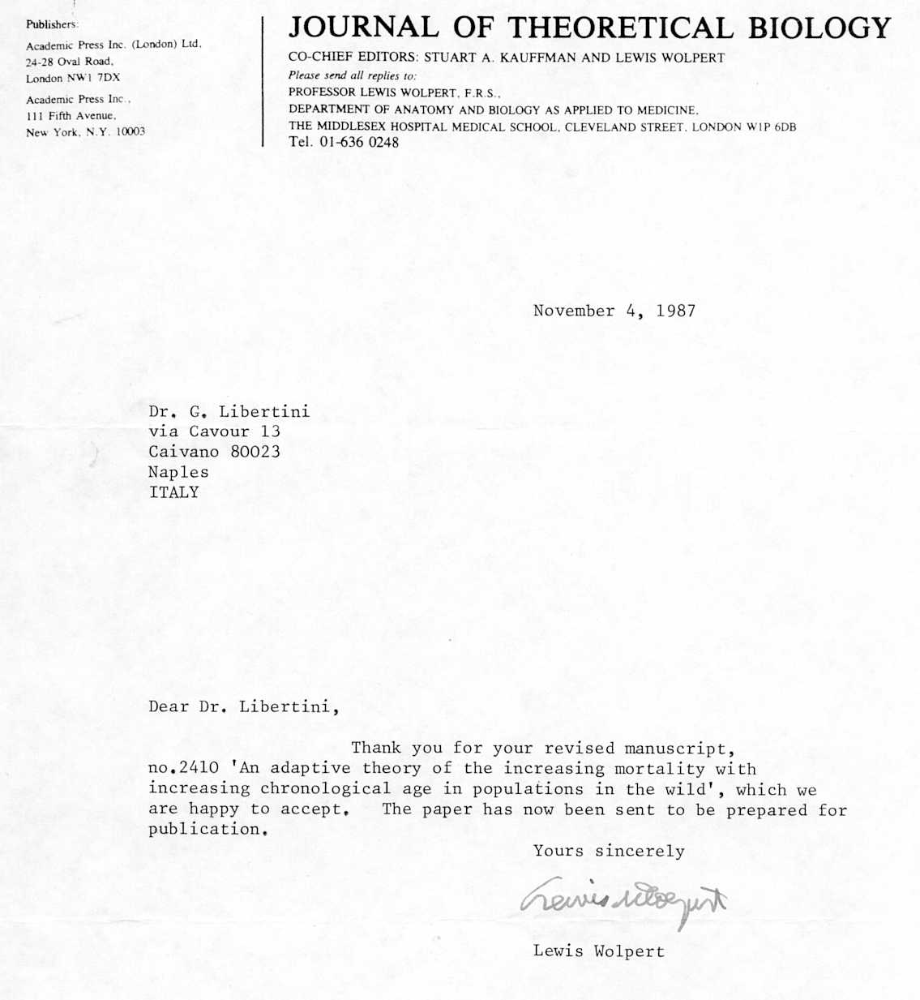 Publishers:
Academic Press Inc. (London) Ltd.
24-28 Oval Road,
London NW1 7DX
Academic Press Inc.,
111 Fifth Avenue,
New York, N.Y. 10003
JOURNAL OF THEORETICAL BIOLOGY
CO-CHIEF EDITORS: STUART A. KAUFFMAN AND LEWIS WOLPERT
Please send all replies to:
PROFESSOR LEWIS WOLPERT, F.R.S.,
DEPARTMENT OF ANATOMY AND BIOLOGY AS APPLIED TO MEDICINE,
THE MIDDLESEX HOSPITAL MEDICAL SCHOOL, CLEVELAND STREET, LONDON W1P 6DB
Tel. 01-636 0248
November 4, 1987
Dr. G. Libertini
via Cavour 13
Caivano 80023
Naples
ITALY
Dear Dr. Libertini,
Thank you for your revised manuscript,
no.2410 'An adaptive theory of the increasing mortality with
increasing chronological age in populations in the wild', which we
are happy to accept. The paper has now been sent to be prepared for
publication.
Yours sincerely
Lewis Wolpert
Lewis Wolpert